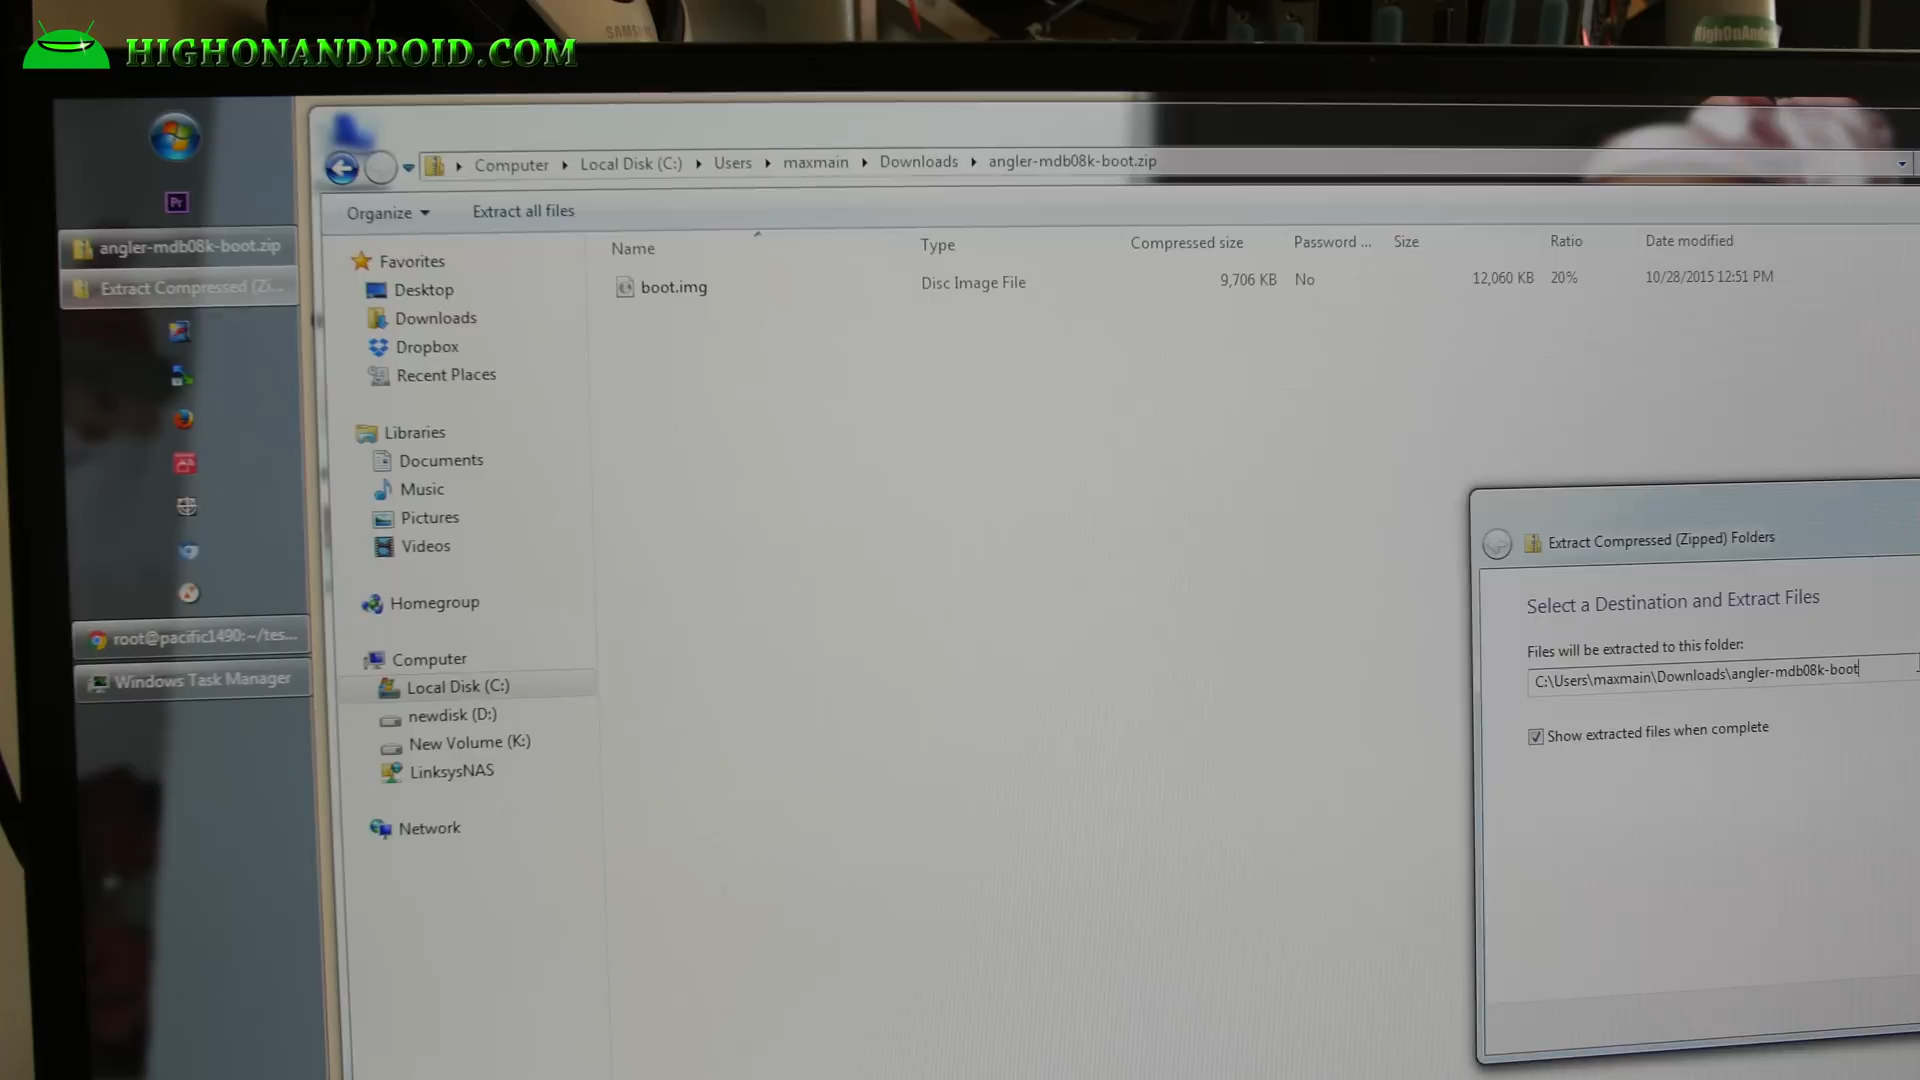 HIGHONANDROID.COM
SAMSUNG
HighOnAndroid
Computer Local Disk (C:) Users maxmain Downloads angler-mdb08k-boot.zip
Organize Extract all files
Pr
angler-mdb08k-boot.zip
Extract Compressed (Zi...
root@pacific1490:~/tes...
Windows Task Manager
Favorites
Desktop
Downloads
Dropbox
Recent Places
Libraries
Documents
Music
Pictures
Videos
Homegroup
Computer
Local Disk (C:)
newdisk (D:)
New Volume (K:)
LinksysNAS
Network
Name Type Compressed size Password ... Size Ratio Date modified
boot.img Disc Image File 9,706 KB No 12,060 KB 20% 10/28/2015 12:51 PM
Extract Compressed (Zipped) Folders
Select a Destination and Extract Files
Files will be extracted to this folder:
C:\Users\maxmain\Downloads\angler-mdb08k-boot
Show extracted files when complete